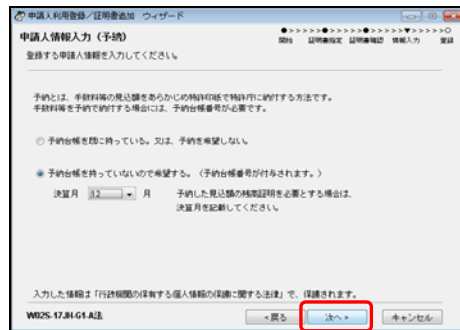 申請人利用登録／証明書追加　ウィザード
申請人情報入力（予納）
●>>>>>●>>>>>●>>>>>▼>>>>>○
開始　証明書指定　証明書確認　情報入力　登録
登録する申請人情報を入力してください。
予納とは、手数料等の見込額をあらかじめ特許印紙で特許庁に納付する方法です。
手数料等を予納で納付する場合には、予納台帳番号が必要です。
予納台帳を既に持っている。又は、予納を希望しない。
予納台帳を持っていないので希望する。（予納台帳番号が付与されます。）
決算月　12　月　予納した見込額の残高証明を必要とする場合は、
決算月を記載してください。
入力した情報は「行政機関の保有する個人情報の保護に関する法律」で、保護されます。
W02S-17.JH-G1-A法　<戻る　次へ>　キャンセル